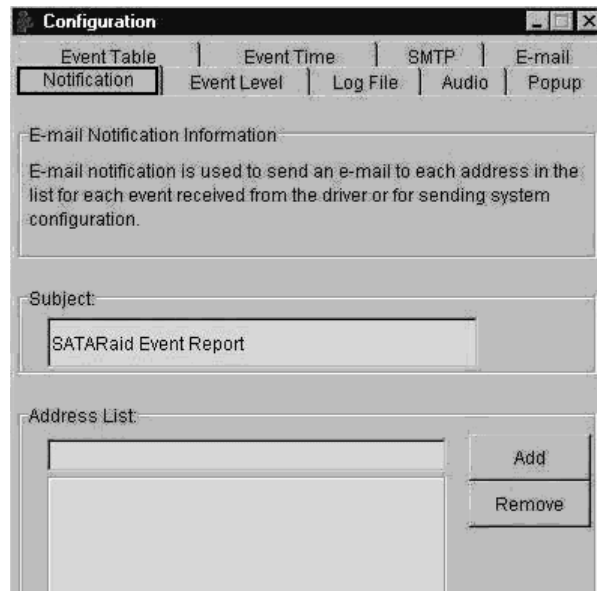 Configuration
Event Table Event Time SMTP E-mail
Notification Event Level Log File Audio Popup
E-mail Notification Information
E-mail notification is used to send an e-mail to each address in the
list for each event received from the driver or for sending system
configuration.
Subject:
SATARaid Event Report
Address List:
Add
Remove